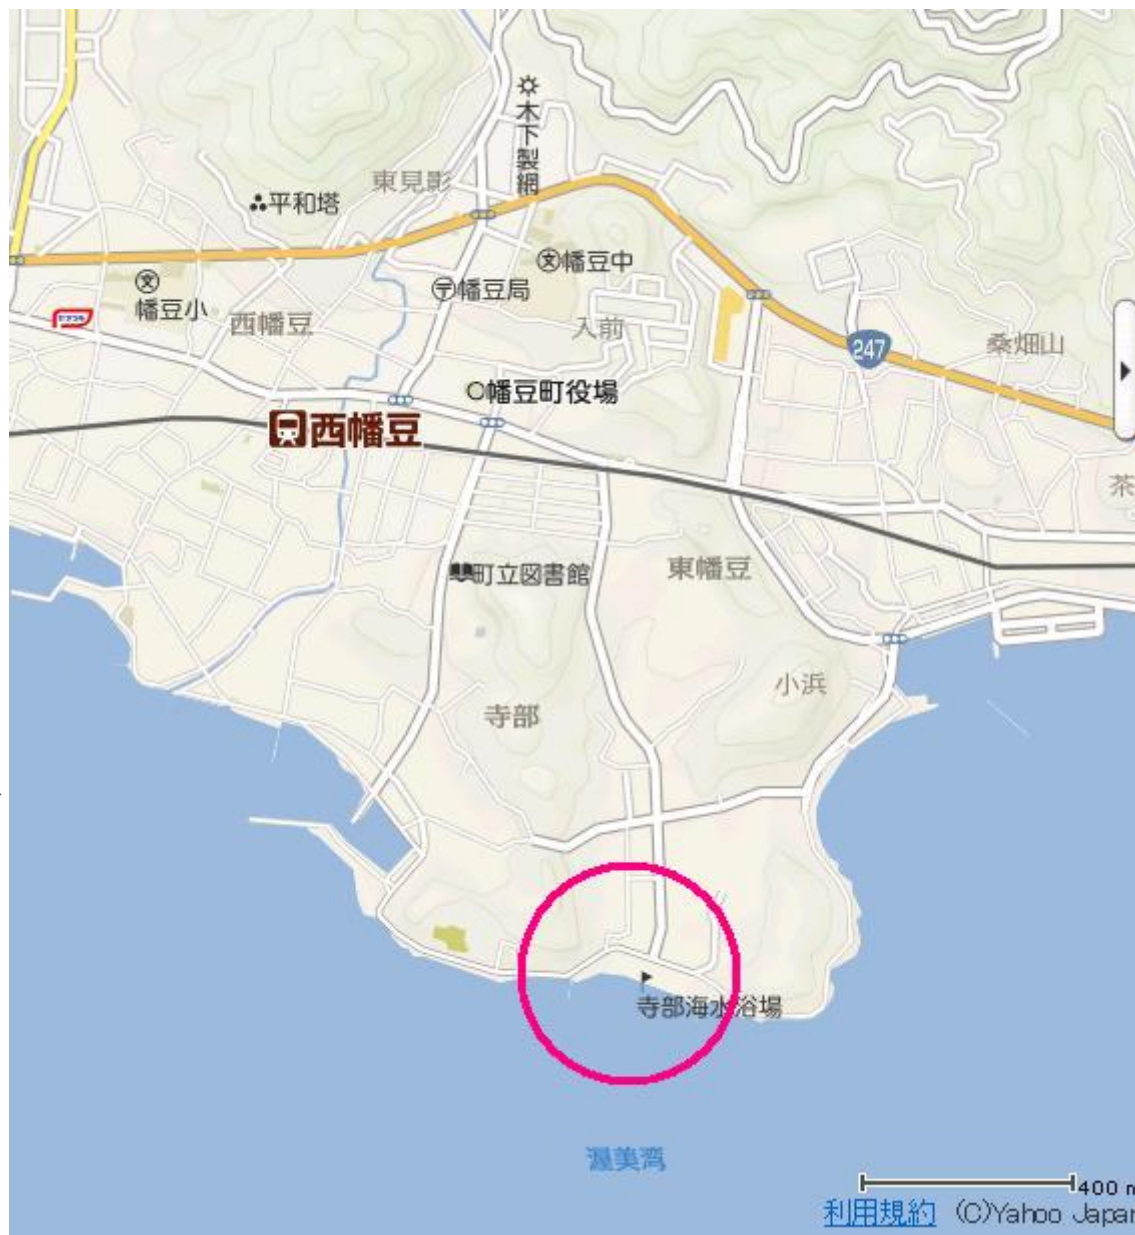 木下製網
東見影
平和塔
文幡豆中
文
幡豆小
〒幡豆局
西幡豆
入前
247
桑畑山
幡豆町役場
西幡豆
茶
町立図書館
東幡豆
小浜
寺部
寺部海水浴場
渥美湾
400 m
利用規約 (C)Yahoo Japan